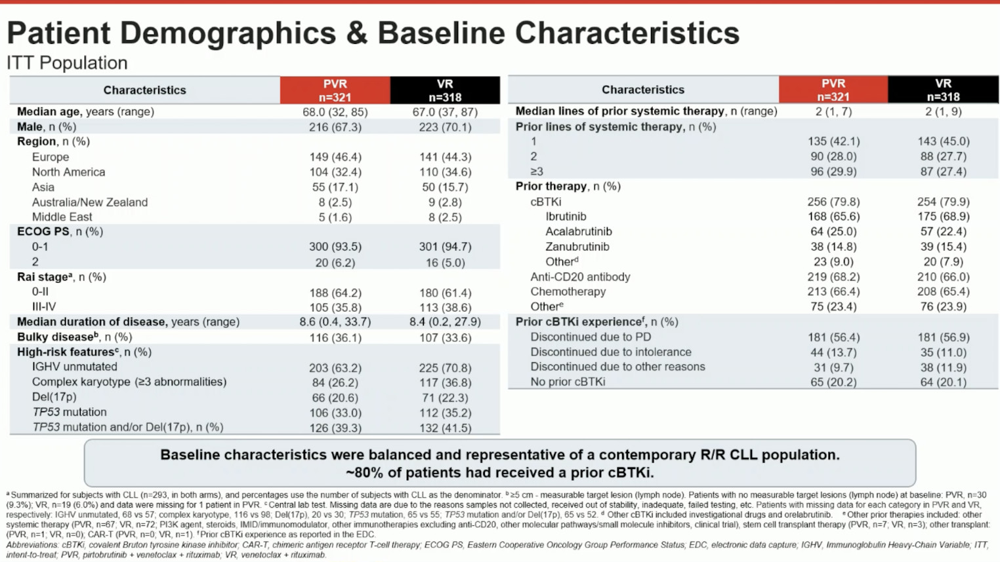 Patient Demographics & Baseline Characteristics
ITT Population
Characteristics PVR n=321 VR n=318
Median age, years (range) 68.0 (32, 85) 67.0 (37, 87)
Male, n (%) 216 (67.3) 223 (70.1)
Region, n (%)
Europe 149 (46.4) 141 (44.3)
North America 104 (32.4) 110 (34.6)
Asia 55 (17.1) 50 (15.7)
Australia/New Zealand 8 (2.5) 9 (2.8)
Middle East 5 (1.6) 8 (2.5)
ECOG PS, n (%)
0-1 300 (93.5) 301 (94.7)
2 20 (6.2) 16 (5.0)
Rai stageᵃ, n (%)
0-II 188 (64.2) 180 (61.4)
III-IV 105 (35.8) 113 (38.6)
Median duration of disease, years (range) 8.6 (0.4, 33.7) 8.4 (0.2, 27.9)
Bulky diseaseᵇ, n (%) 116 (36.1) 107 (33.6)
High-risk featuresᶜ, n (%)
IGHV unmutated 203 (63.2) 225 (70.8)
Complex karyotype (≥3 abnormalities) 84 (26.2) 117 (36.8)
Del(17p) 66 (20.6) 71 (22.3)
TP53 mutation 106 (33.0) 112 (35.2)
TP53 mutation and/or Del(17p), n (%) 126 (39.3) 132 (41.5)
Characteristics PVR n=321 VR n=318
Median lines of prior systemic therapy, n (range) 2 (1, 7) 2 (1, 9)
Prior lines of systemic therapy, n (%)
1 135 (42.1) 143 (45.0)
2 90 (28.0) 88 (27.7)
≥3 96 (29.9) 87 (27.4)
Prior therapy, n (%)
cBTKi 256 (79.8) 254 (79.9)
Ibrutinib 168 (65.6) 175 (68.9)
Acalabrutinib 64 (25.0) 57 (22.4)
Zanubrutinib 38 (14.8) 39 (15.4)
Otherᵈ 23 (9.0) 20 (7.9)
Anti-CD20 antibody 219 (68.2) 210 (66.0)
Chemotherapy 213 (66.4) 208 (65.4)
Otherᵉ 75 (23.4) 76 (23.9)
Prior cBTKi experienceᶠ, n (%)
Discontinued due to PD 181 (56.4) 181 (56.9)
Discontinued due to intolerance 44 (13.7) 35 (11.0)
Discontinued due to other reasons 31 (9.7) 38 (11.9)
No prior cBTKi 65 (20.2) 64 (20.1)
Baseline characteristics were balanced and representative of a contemporary R/R CLL population.
~80% of patients had received a prior cBTKi.
ᵃ Summarized for subjects with CLL (n=293, in both arms), and percentages use the number of subjects with CLL as the denominator. ᵇ ≥5 cm - measurable target lesion (lymph node). Patients with no measurable target lesions (lymph node) at baseline: PVR, n=30
(9.3%); VR, n=19 (6.0%) and data were missing for 1 patient in PVR. ᶜ Central lab test. Missing data are due to the reasons samples not collected, received out of stability, inadequate, failed testing, etc. Patients with missing data for each category in PVR and VR,
respectively: IGHV unmutated, 68 vs 57; complex karyotype, 116 vs 98; Del(17p), 20 vs 30; TP53 mutation, 65 vs 55; TP53 mutation and/or Del(17p), 65 vs 52. ᵈ Other cBTKi included investigational drugs and orelabrutinib. ᵉ Other prior therapies included: other
systemic therapy (PVR, n=67; VR, n=72; PI3K agent, steroids, IMID/immunomodulator, other immunotherapies excluding anti-CD20, other molecular pathways/small molecule inhibitors, clinical trial), stem cell transplant therapy (PVR, n=7; VR, n=3); other transplant:
(PVR, n=1; VR, n=0); CAR-T (PVR, n=0; VR, n=1). ᶠ Prior cBTKi experience as reported in the EDC.
Abbreviations: cBTKi, covalent Bruton tyrosine kinase inhibitor; CAR-T, chimeric antigen receptor T-cell therapy; ECOG PS, Eastern Cooperative Oncology Group Performance Status; EDC, electronic data capture; IGHV, Immunoglobulin Heavy-Chain Variable; ITT,
intent-to-treat; PVR, pirtobrutinib + venetoclax + rituximab; VR, venetoclax + rituximab.